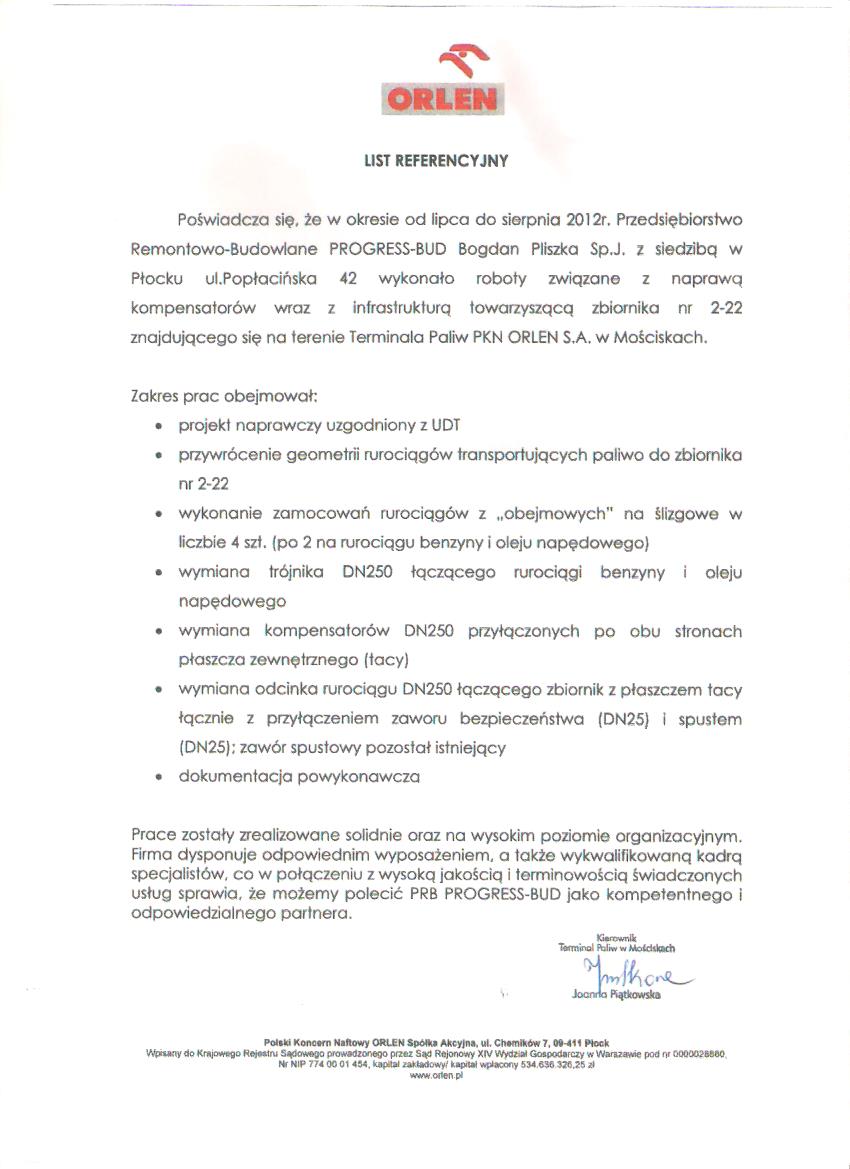 ORLEN
LIST REFERENCYJNY
Poświadcza się, że w okresie od lipca do sierpnia 2012r. Przedsiębiorstwo
Remontowo-Budowlane PROGRESS-BUD Bogdan Pliszka Sp.J. z siedzibą w
Płocku ul.Popłacińska 42 wykonało roboty związane z naprawą
kompensatorów wraz z infrastrukturą towarzyszącą zbiornika nr 2-22
znajdującego się na terenie Terminala Paliw PKN ORLEN S.A. w Mościskach.
Zakres prac obejmował:
• projekt naprawczy uzgodniony z UDT
• przywrócenie geometrii rurociągów transportujących paliwo do zbiornika
nr 2-22
• wykonanie zamocowań rurociągów z „obejmowych" na ślizgowe w
liczbie 4 szt. (po 2 na rurociągu benzyny i oleju napędowego)
• wymiana trójnika DN250 łączącego rurociągi benzyny i oleju
napędowego
• wymiana kompensatorów DN250 przyłączonych po obu stronach
płaszcza zewnętrznego (tacy)
• wymiana odcinka rurociągu DN250 łączącego zbiornik z płaszczem tacy
łącznie z przyłączeniem zaworu bezpieczeństwa (DN25) i spustem
(DN25); zawór spustowy pozostał istniejący
• dokumentacja powykonawcza
Prace zostały zrealizowane solidnie oraz na wysokim poziomie organizacyjnym.
Firma dysponuje odpowiednim wyposażeniem, a także wykwalifikowaną kadrą
specjalistów, co w połączeniu z wysoką jakością i terminowością świadczonych
usług sprawia, że możemy polecić PRB PROGRESS-BUD jako kompetentnego i
odpowiedzialnego partnera.
Kierownik
Terminal Paliw w Mościskach
Joanna Piątkowska
Polski Koncern Naftowy ORLEN Spółka Akcyjna, ul. Chemików 7, 09-411 Płock
Wpisany do Krajowego Rejestru Sądowego prowadzonego przez Sąd Rejonowy XIV Wydział Gospodarczy w Warszawie pod nr 0000028860,
Nr NIP 774 00 01 454, kapitał zakładowy/ kapitał wpłacony 534.636.326,25 zł
www.orlen.pl